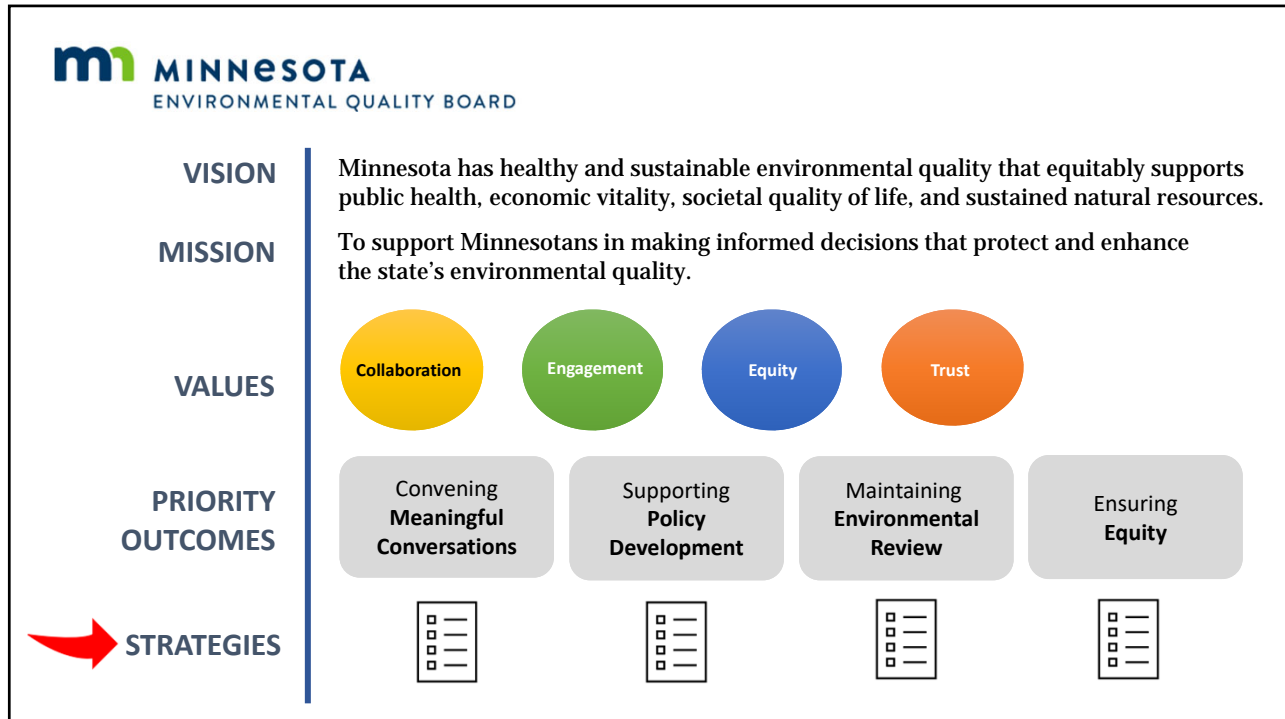 mn MINNESOTA
ENVIRONMENTAL QUALITY BOARD
VISION
Minnesota has healthy and sustainable environmental quality that equitably supports
public health, economic vitality, societal quality of life, and sustained natural resources.
MISSION
To support Minnesotans in making informed decisions that protect and enhance
the state’s environmental quality.
VALUES
Collaboration
Engagement
Equity
Trust
PRIORITY
OUTCOMES
Convening
Meaningful
Conversations
Supporting
Policy
Development
Maintaining
Environmental
Review
Ensuring
Equity
STRATEGIES